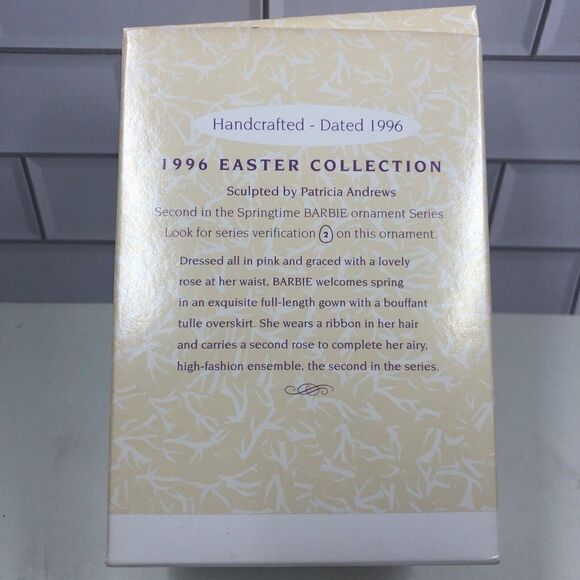 Handcrafted - Dated 1996
1996 EASTER COLLECTION
Sculpted by Patricia Andrews
Second in the Springtime BARBIE ornament Series.
Look for series verification 2 on this ornament.
Dressed all in pink and graced with a lovely
rose at her waist, BARBIE welcomes spring
in an exquisite full-length gown with a bouffant
tulle overskirt. She wears a ribbon in her hair
and carries a second rose to complete her airy,
high-fashion ensemble, the second in the series.